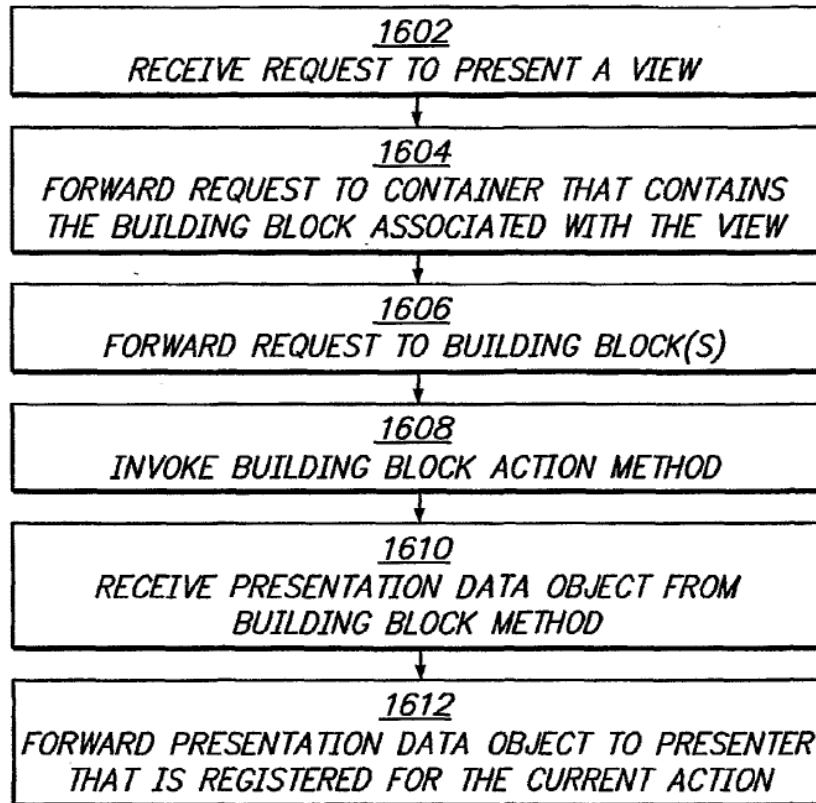 1602
RECEIVE REQUEST TO PRESENT A VIEW
1604
FORWARD REQUEST TO CONTAINER THAT CONTAINS
THE BUILDING BLOCK ASSOCIATED WITH THE VIEW
1606
FORWARD REQUEST TO BUILDING BLOCK(S)
1608
INVOKE BUILDING BLOCK ACTION METHOD
1610
RECEIVE PRESENTATION DATA OBJECT FROM
BUILDING BLOCK METHOD
1612
FORWARD PRESENTATION DATA OBJECT TO PRESENTER
THAT IS REGISTERED FOR THE CURRENT ACTION